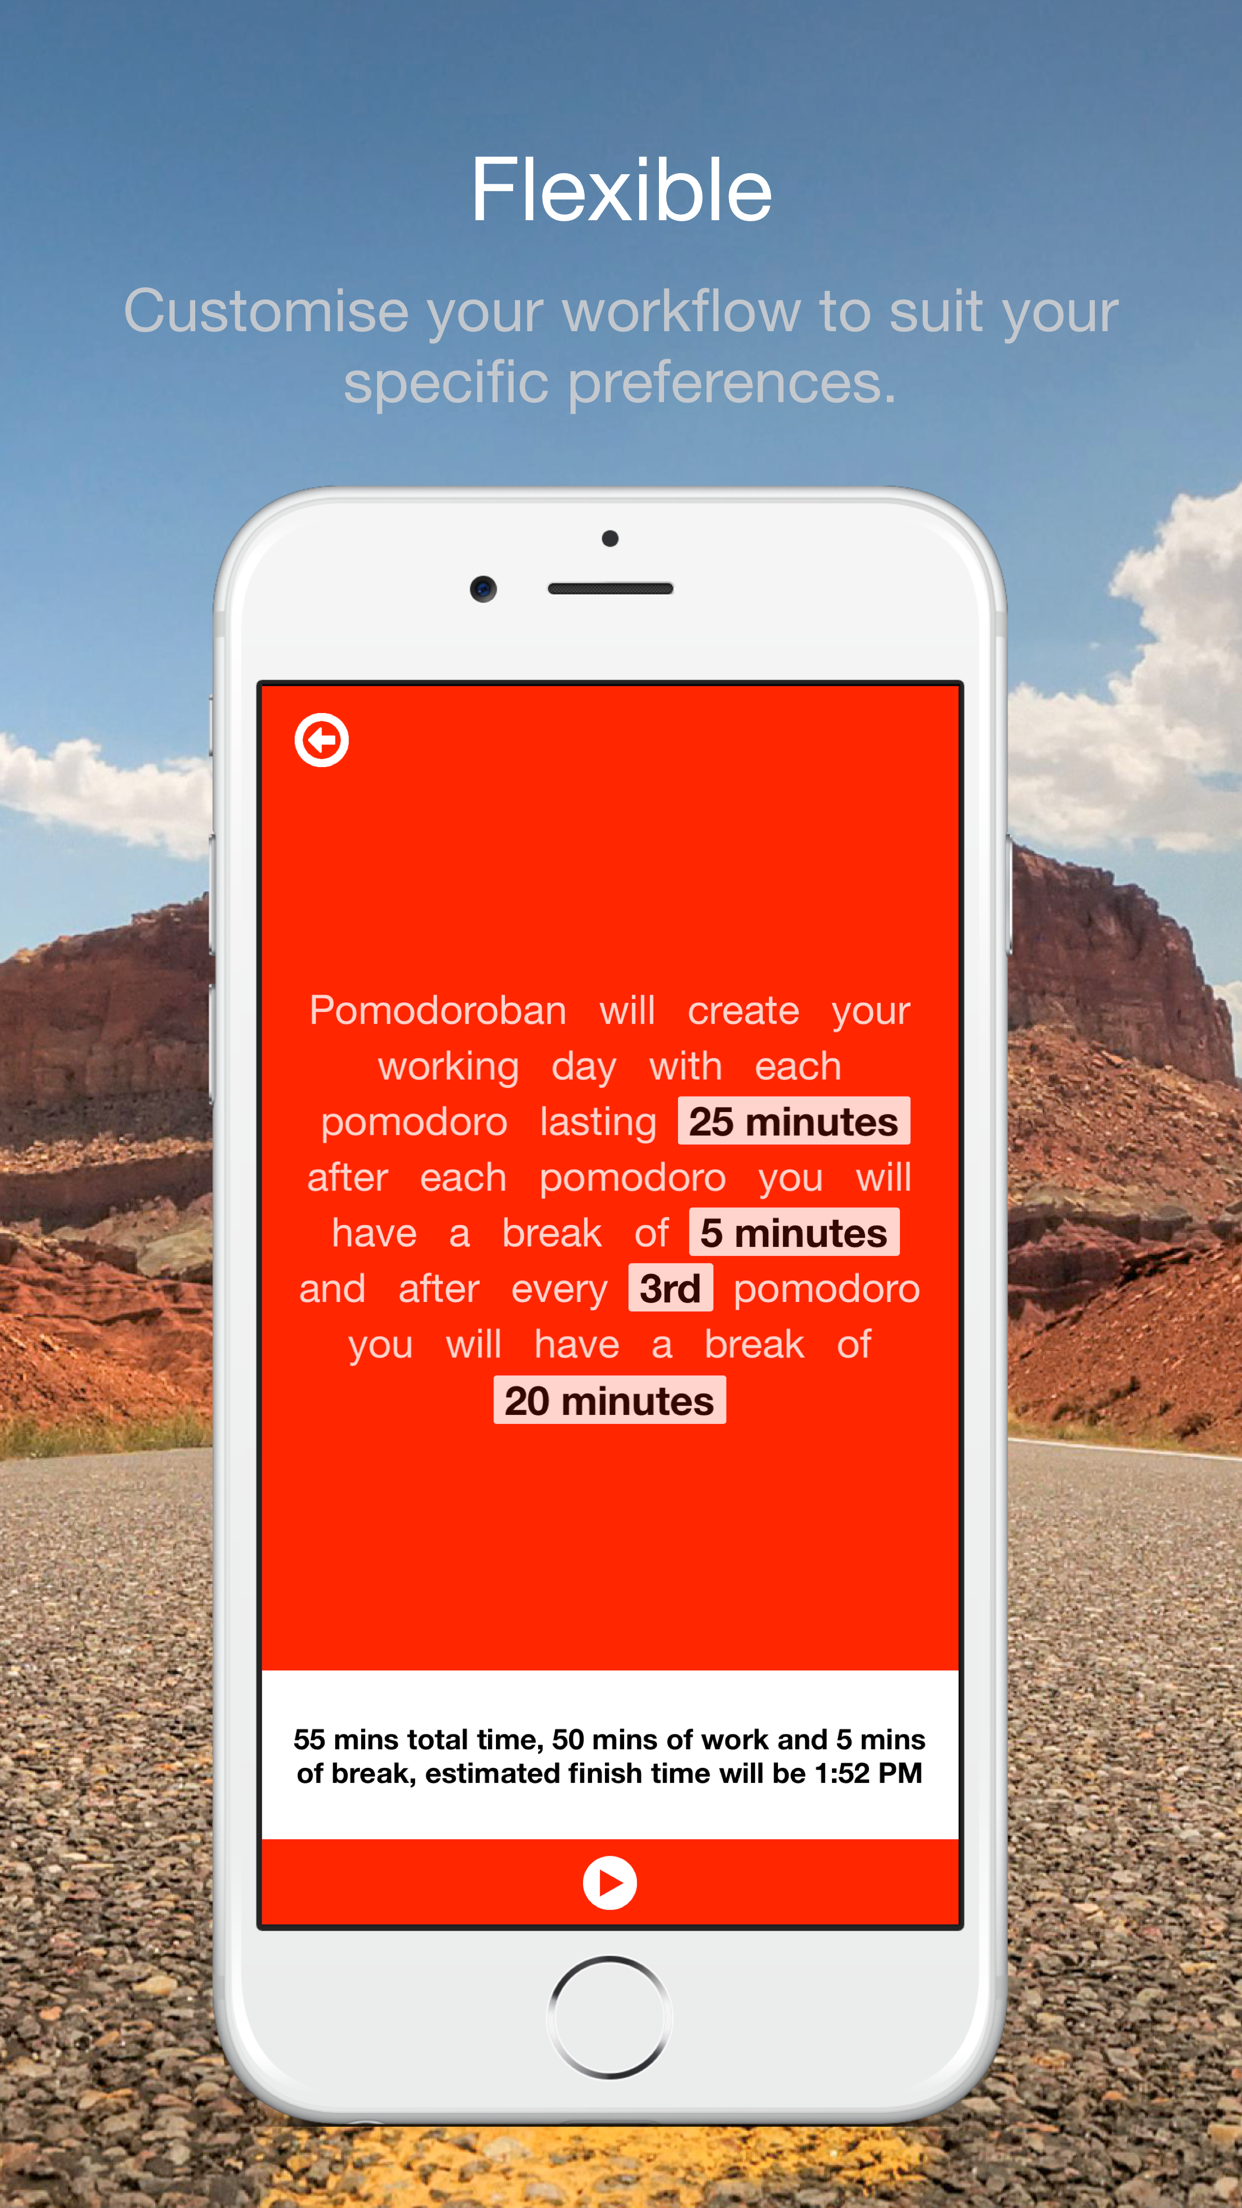 Flexible
Customise your workflow to suit your
specific preferences.
Pomodoroban will create your
working day with each
pomodoro lasting 25 minutes
after each pomodoro you will
have a break of 5 minutes
and after every 3rd pomodoro
you will have a break of
20 minutes
55 mins total time, 50 mins of work and 5 mins
of break, estimated finish time will be 1:52 PM